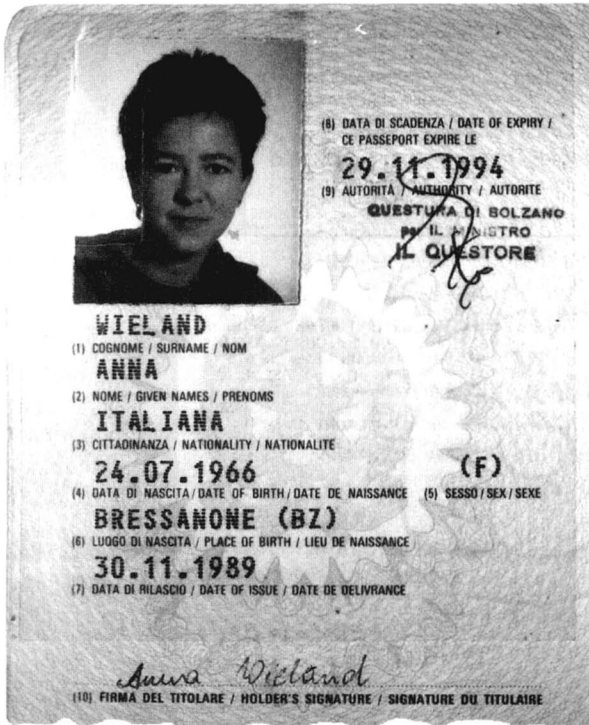 (8) DATA DI SCADENZA / DATE OF EXPIRY /
CE PASSEPORT EXPIRE LE
29.11.1994
(9) AUTORITÀ / AUTHORITY / AUTORITE
QUESTURA DI BOLZANO
per IL MINISTRO
IL QUESTORE
WIELAND
(1) COGNOME / SURNAME / NOM
ANNA
(2) NOME / GIVEN NAMES / PRENOMS
ITALIANA
(3) CITTADINANZA / NATIONALITY / NATIONALITE
24.07.1966 (F)
(4) DATA DI NASCITA / DATE OF BIRTH / DATE DE NAISSANCE (5) SESSO / SEX / SEXE
BRESSANONE (BZ)
(6) LUOGO DI NASCITA / PLACE OF BIRTH / LIEU DE NAISSANCE
30.11.1989
(7) DATA DI RILASCIO / DATE OF ISSUE / DATE DE DELIVRANCE
Anna Wieland
(10) FIRMA DEL TITOLARE / HOLDER'S SIGNATURE / SIGNATURE DU TITULAIRE